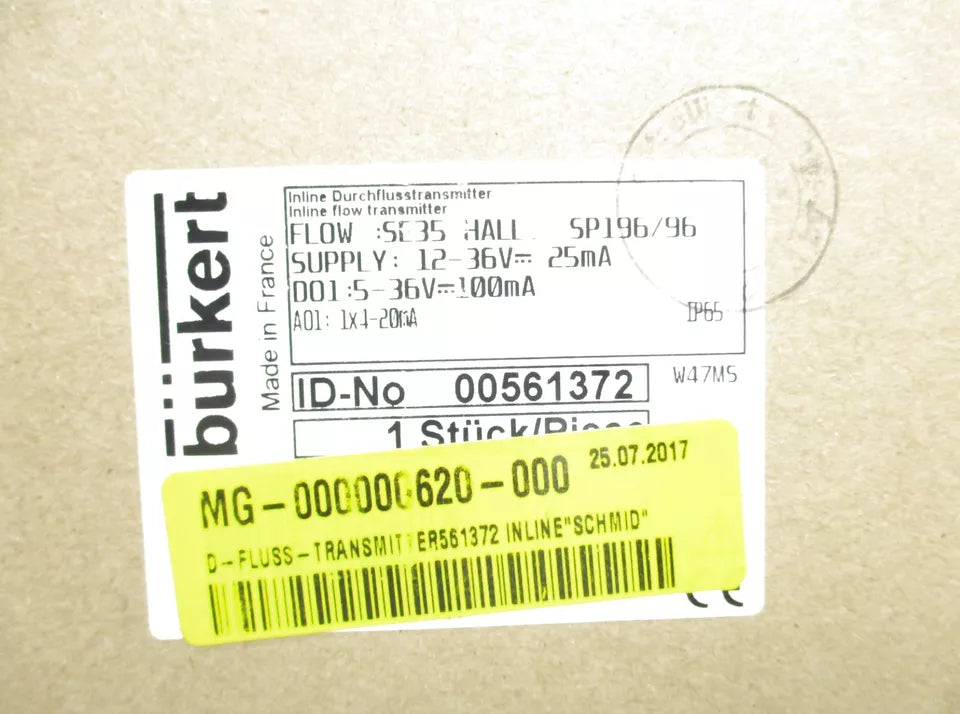 bürkert
Made in France
Inline Durchflusstransmitter
Inline flow transmitter
FLOW :SE35 HALL SP196/96
SUPPLY: 12-36V⎓ 25mA
DO1:5-36V⎓100mA
AO1: 1x4-20mA
IP65
ID-No 00561372
W47MS
1 Stück/Piece
MG-000000620-000 25.07.2017
D-FLUSS-TRANSMITTER561372 INLINE"SCHMID"
CE